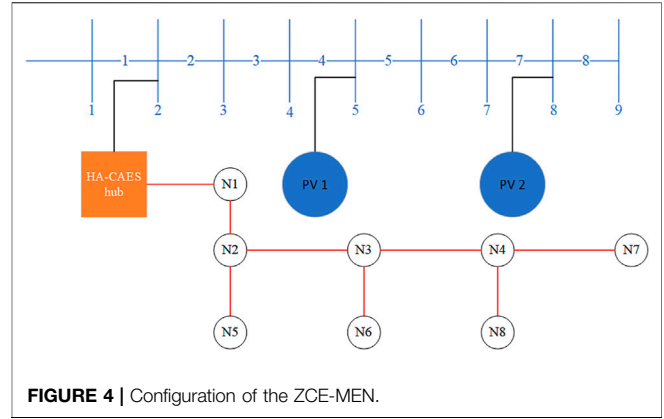 1 2 3 4 5 6 7 8
1 2 3 4 5 6 7 8 9
HA-CAES
hub
N1
PV 1
PV 2
N2
N3
N4
N7
N5
N6
N8
FIGURE 4 | Configuration of the ZCE-MEN.